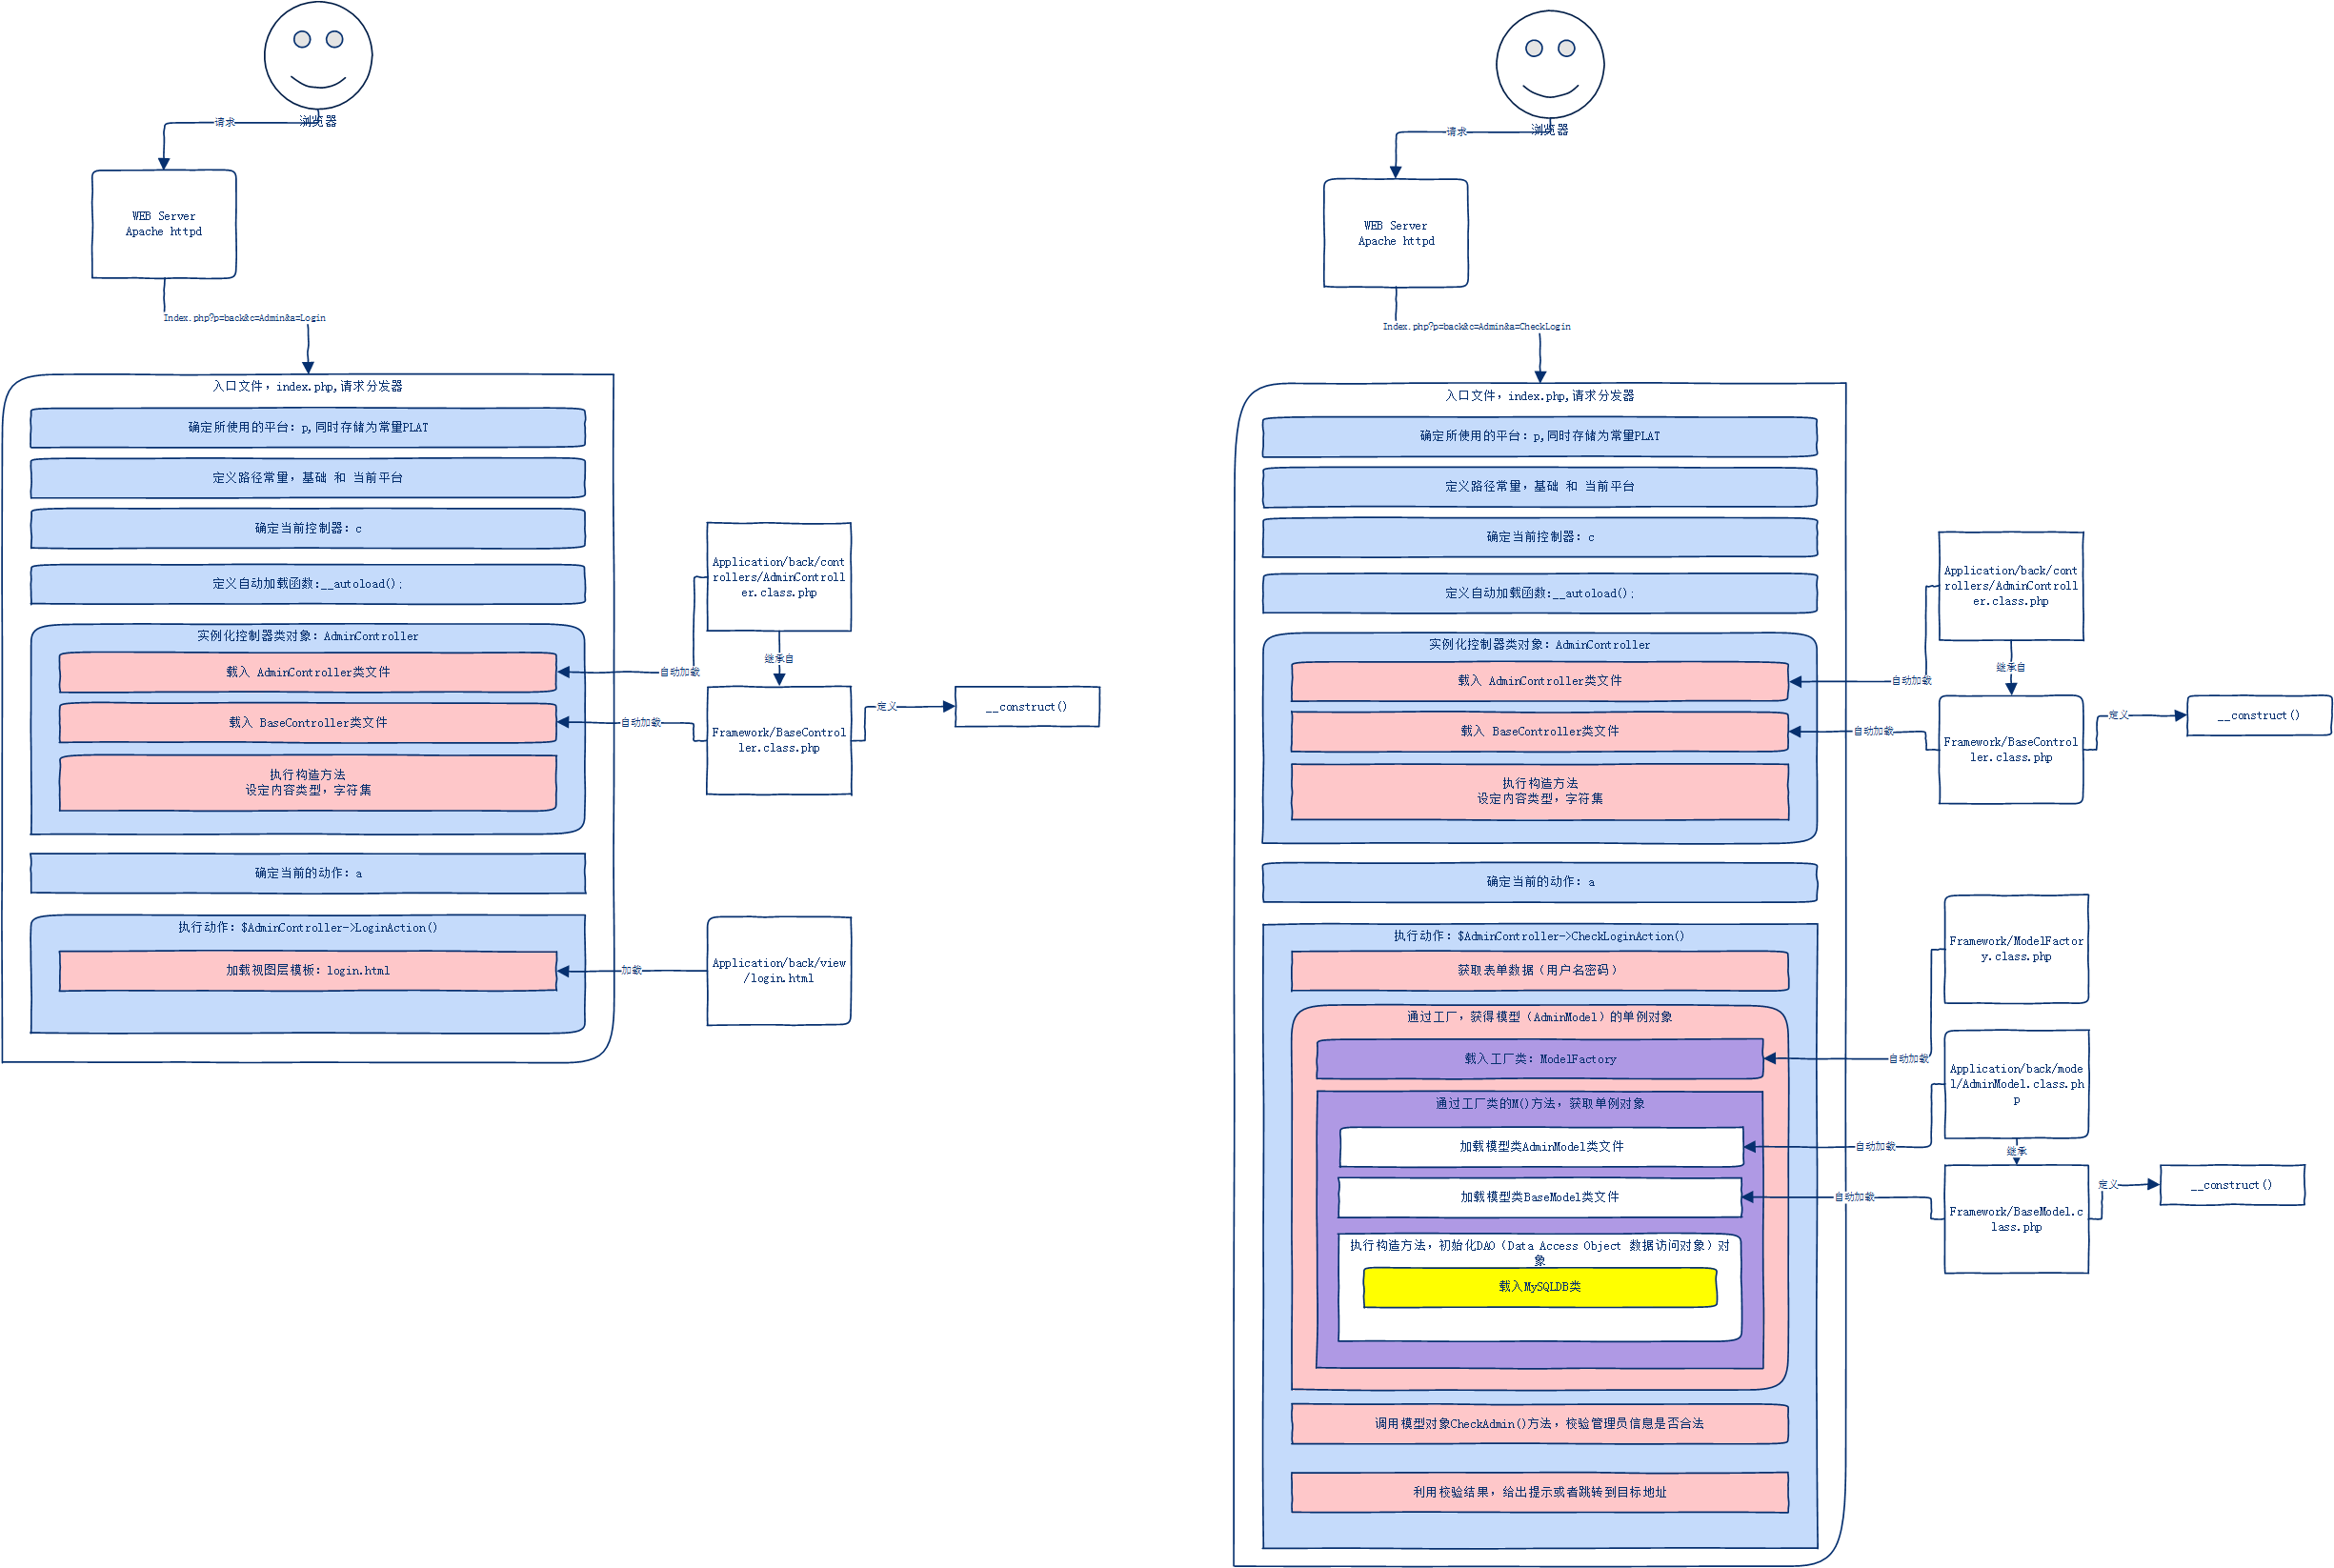 浏览器
请求
WEB Server
Apache httpd
Index.php?p=back&c=Admin&a=Login
入口文件，index.php,请求分发器
确定所使用的平台：p,同时存储为常量PLAT
定义路径常量，基础 和 当前平台
确定当前控制器：c
定义自动加载函数:__autoload();
实例化控制器类对象：AdminController
载入 AdminController类文件
载入 BaseController类文件
执行构造方法
设定内容类型，字符集
确定当前的动作：a
执行动作：$AdminController->LoginAction()
加载视图层模板：login.html
Application/back/cont
rollers/AdminControll
er.class.php
自动加载
继承自
自动加载
Framework/BaseControl
ler.class.php
定义
__construct()
加载
Application/back/view
/login.html
浏览器
请求
WEB Server
Apache httpd
Index.php?p=back&c=Admin&a=CheckLogin
入口文件，index.php,请求分发器
确定所使用的平台：p,同时存储为常量PLAT
定义路径常量，基础 和 当前平台
确定当前控制器：c
定义自动加载函数:__autoload();
实例化控制器类对象：AdminController
载入 AdminController类文件
载入 BaseController类文件
执行构造方法
设定内容类型，字符集
确定当前的动作：a
执行动作：$AdminController->CheckLoginAction()
获取表单数据（用户名密码）
通过工厂，获得模型（AdminModel）的单例对象
载入工厂类：ModelFactory
通过工厂类的M()方法，获取单例对象
加载模型类AdminModel类文件
加载模型类BaseModel类文件
执行构造方法，初始化DAO（Data Access Object 数据访问对象）对
象
载入MySQLDB类
调用模型对象CheckAdmin()方法，校验管理员信息是否合法
利用校验结果，给出提示或者跳转到目标地址
Application/back/cont
rollers/AdminControll
er.class.php
自动加载
继承自
自动加载
Framework/BaseControl
ler.class.php
定义
__construct()
Framework/ModelFactor
y.class.php
自动加载
Application/back/mode
l/AdminModel.class.ph
p
自动加载
继承
自动加载
Framework/BaseModel.c
lass.php
定义
__construct()